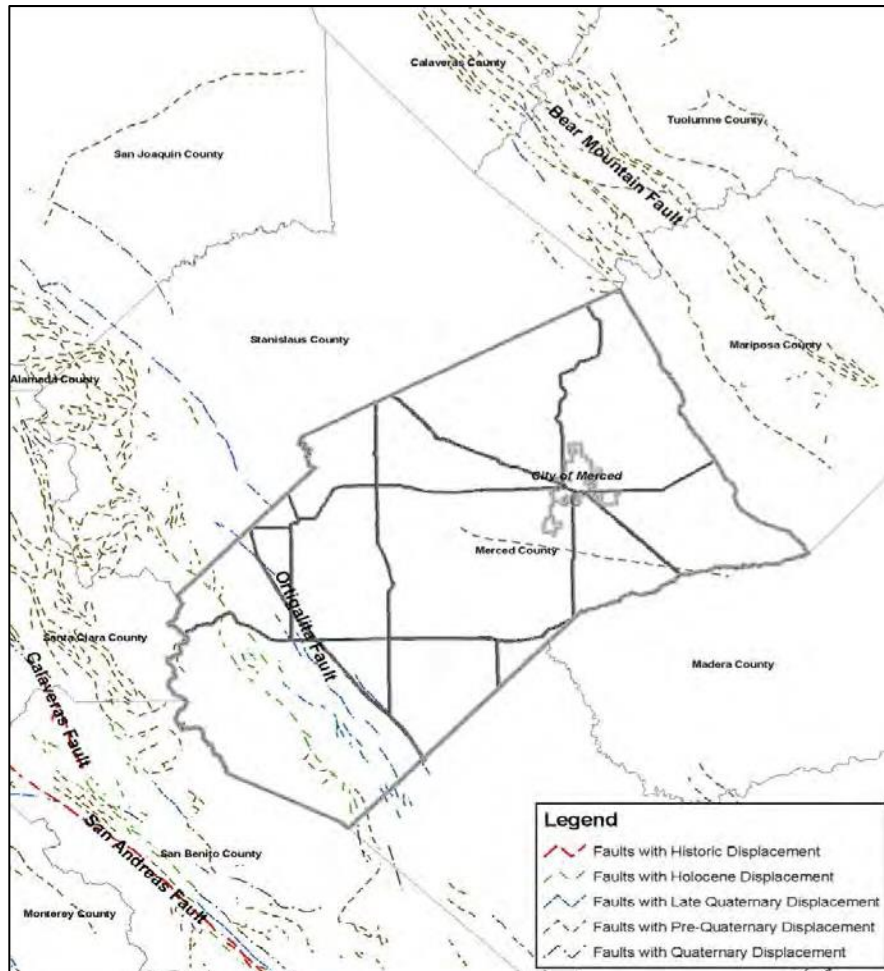 Calaveras County
Tuolumne County
Bear Mountain Fault
San Joaquin County
Stanislaus County
Mariposa County
Alamada County
City of Merced
Merced County
Ortigalita Fault
Santa Clara County
Calaveras Fault
Madera County
San Andreas Fault
San Benito County
Monterey County
Legend
Faults with Historic Displacement
Faults with Holocene Displacement
Faults with Late Quaternary Displacement
Faults with Pre-Quaternary Displacement
Faults with Quaternary Displacement